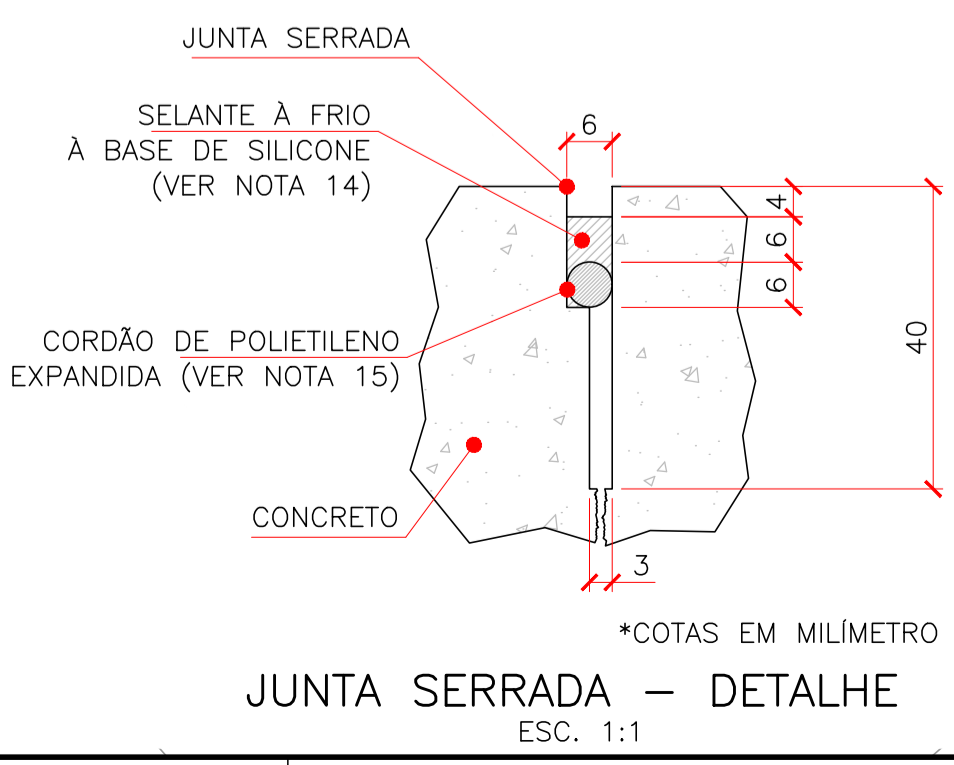 JUNTA SERRADA
SELANTE À FRIO
À BASE DE SILICONE
(VER NOTA 14)
6
4
6
6
40
CORDÃO DE POLIETILENO
EXPANDIDA (VER NOTA 15)
CONCRETO
3
*COTAS EM MILÍMETRO
JUNTA SERRADA – DETALHE
ESC. 1:1